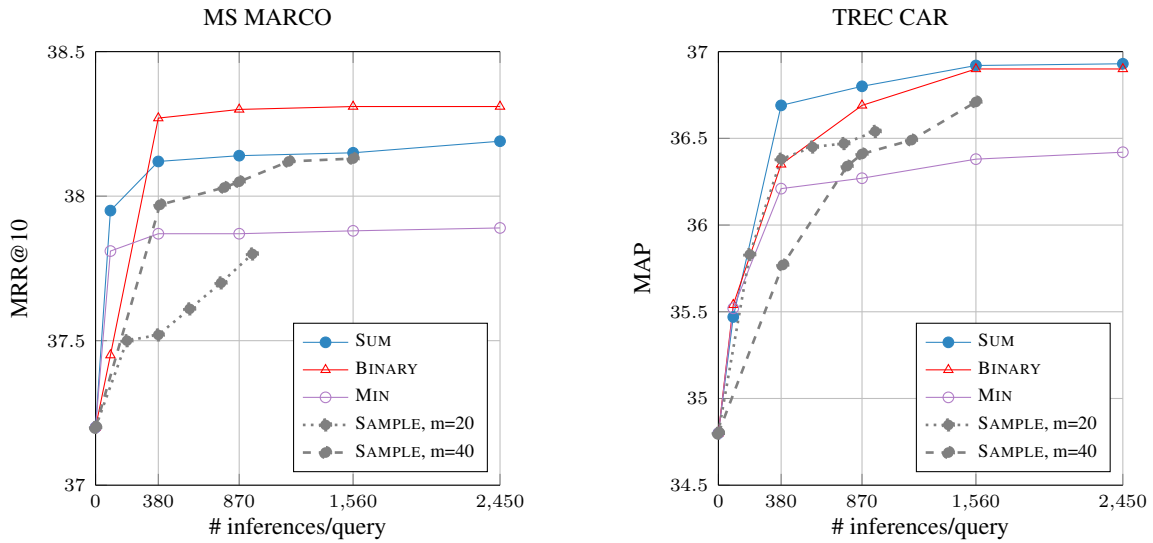 MS MARCO
38.5
38
37.5
37
MRR@10
0 380 870 1,560 2,450
# inferences/query
SUM
BINARY
MIN
SAMPLE, m=20
SAMPLE, m=40
TREC CAR
37
36.5
36
35.5
35
34.5
MAP
0 380 870 1,560 2,450
# inferences/query
SUM
BINARY
MIN
SAMPLE, m=20
SAMPLE, m=40